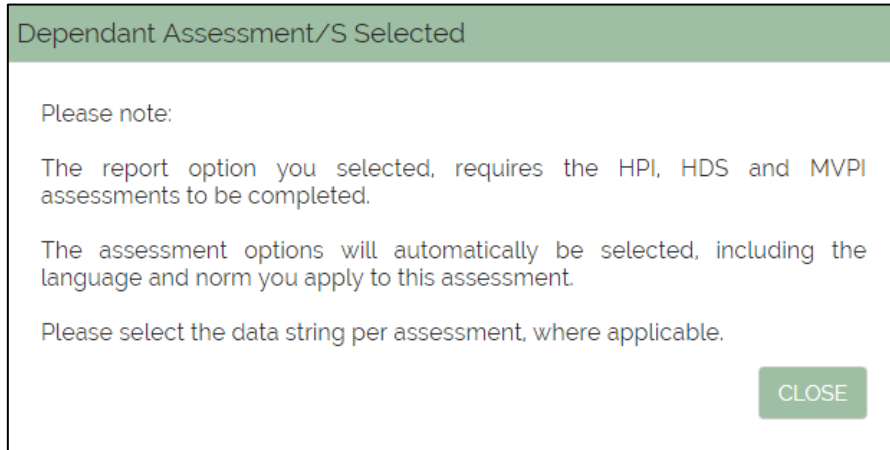 Dependant Assessment/S Selected
Please note:
The report option you selected, requires the HPI, HDS and MVPI
assessments to be completed.
The assessment options will automatically be selected, including the
language and norm you apply to this assessment.
Please select the data string per assessment, where applicable.
CLOSE